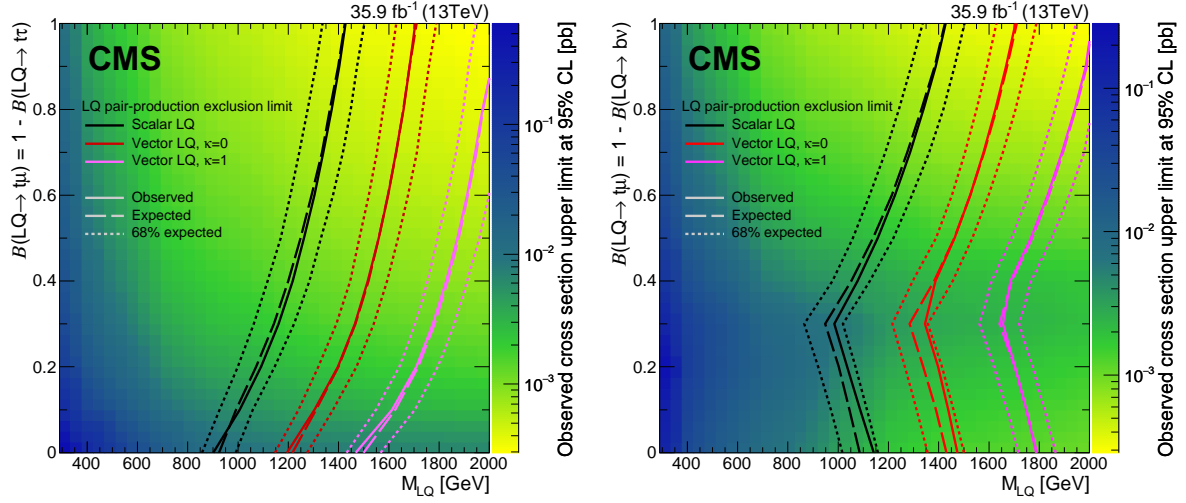 35.9 fb⁻¹ (13TeV)
CMS
LQ pair-production exclusion limit
Scalar LQ
Vector LQ, κ=0
Vector LQ, κ=1
Observed
Expected
68% expected
B(LQ→ tμ) = 1 - B(LQ→ tτ)
1
0.8
0.6
0.4
0.2
0
400 600 800 1000 1200 1400 1600 1800 2000
M_LQ [GeV]
10⁻¹
10⁻²
10⁻³
Observed cross section upper limit at 95% CL [pb]
35.9 fb⁻¹ (13TeV)
CMS
LQ pair-production exclusion limit
Scalar LQ
Vector LQ, κ=0
Vector LQ, κ=1
Observed
Expected
68% expected
B(LQ→ tμ) = 1 - B(LQ→ bν)
1
0.8
0.6
0.4
0.2
0
400 600 800 1000 1200 1400 1600 1800 2000
M_LQ [GeV]
10⁻¹
10⁻²
10⁻³
Observed cross section upper limit at 95% CL [pb]